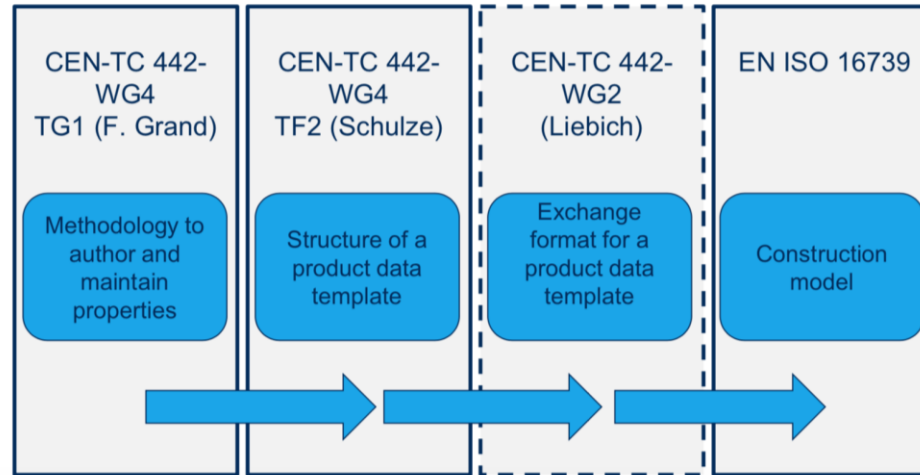 CEN-TC 442-
WG4
TG1 (F. Grand)
Methodology to
author and
maintain
properties
CEN-TC 442-
WG4
TF2 (Schulze)
Structure of a
product data
template
CEN-TC 442-
WG2
(Liebich)
Exchange
format for a
product data
template
EN ISO 16739
Construction
model